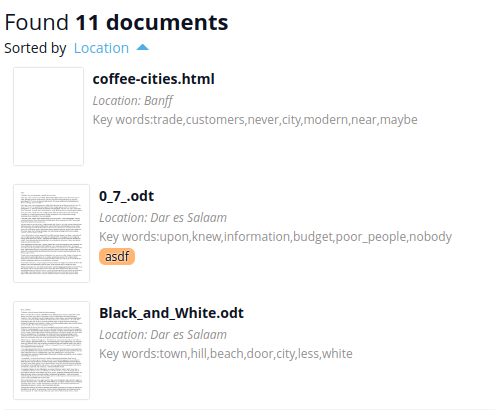 Found 11 documents
Sorted by Location
coffee-cities.html
Location: Banff
Key words:trade,customers,never,city,modern,near,maybe
0_7_.odt
Location: Dar es Salaam
Key words:upon,knew,information,budget,poor_people,nobody
asdf
Black_and_White.odt
Location: Dar es Salaam
Key words:town,hill,beach,door,city,less,white